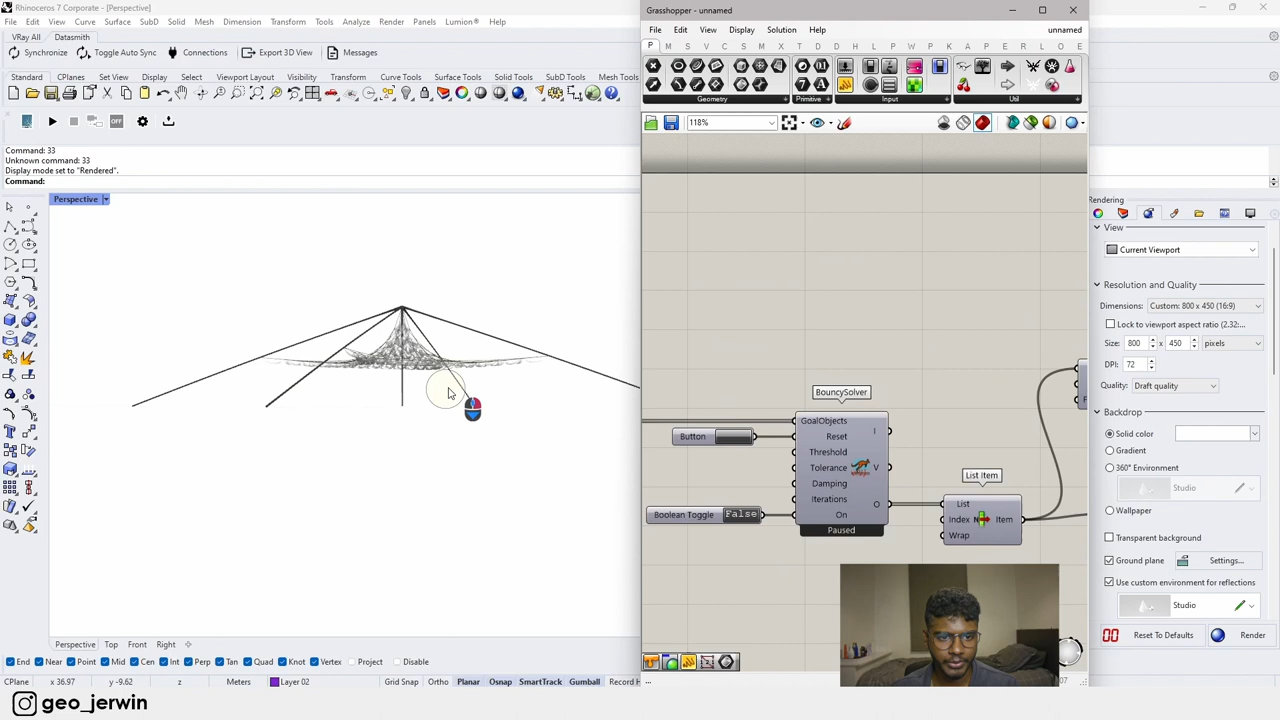 Rhinoceros 7 Corporate - [Perspective]
File Edit View Curve Surface SubD Solid Mesh Dimension Transform Tools Analyze Render Panels Lumion® Help
VRay All Datasmith
Synchronize Toggle Auto Sync Connections Export 3D View Messages
Standard CPlanes Set View Display Select Viewport Layout Visibility Transform Curve Tools Surface Tools Solid Tools SubD Tools Mesh Tools
OFF
Command: 33
Unknown command: 33
Display mode set to "Rendered".
Command:
Perspective
Grasshopper - unnamed
File Edit View Display Solution Help unnamed
P M S V C S M X T D D H L P W B K L F R O E
Geometry Primitive Input Util
118%
BouncySolver
GoalObjects
Reset
Threshold
Tolerance
Damping
Iterations
On
I
V
O
Paused
Button
Boolean Toggle False
List Item
List
Index
Wrap
Item
Rendering
View
Current Viewport
Resolution and Quality
Dimensions: Custom: 800 x 450 (16:9)
Lock to viewport aspect ratio (2.32:...
Size: 800 x 450 pixels
DPI: 72
Quality: Draft quality
Backdrop
Solid color
Gradient
360° Environment
Studio
Wallpaper
Transparent background
Ground plane Settings...
Use custom environment for reflections
Studio
Reset To Defaults Render
Perspective Top Front Right
End Near Point Mid Cen Int Perp Tan Quad Knot Vertex Project Disable
CPlane x 36.97 y -9.62 z Meters Layer 02 Grid Snap Ortho Planar Osnap SmartTrack Gumball Record H
geo_jerwin